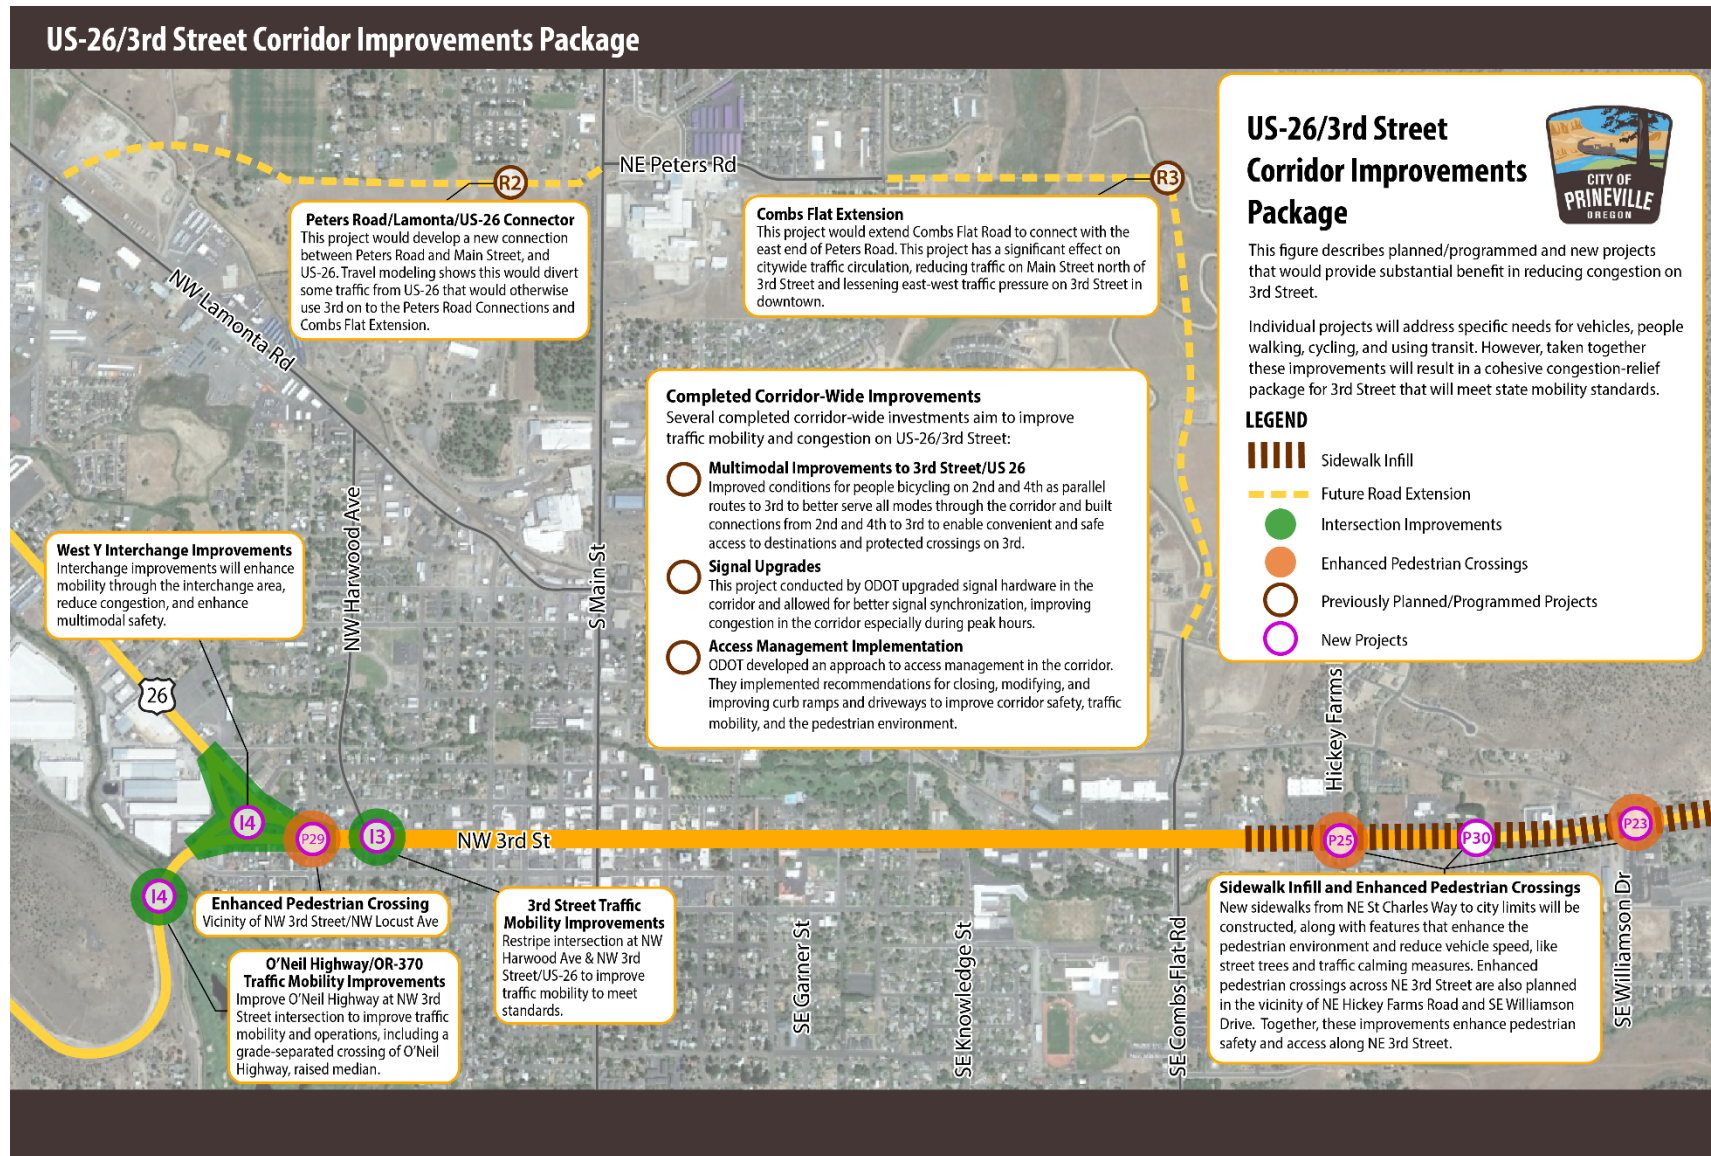 US-26/3rd Street Corridor Improvements Package
US-26/3rd Street
Corridor Improvements
Package
CITY OF
PRINEVILLE
OREGON
This figure describes planned/programmed and new projects
that would provide substantial benefit in reducing congestion on
3rd Street.
Individual projects will address specific needs for vehicles, people
walking, cycling, and using transit. However, taken together
these improvements will result in a cohesive congestion-relief
package for 3rd Street that will meet state mobility standards.
LEGEND
Sidewalk Infill
Future Road Extension
Intersection Improvements
Enhanced Pedestrian Crossings
Previously Planned/Programmed Projects
New Projects
NE Peters Rd
R2
R3
Peters Road/Lamonta/US-26 Connector
This project would develop a new connection
between Peters Road and Main Street, and
US-26. Travel modeling shows this would divert
some traffic from US-26 that would otherwise
use 3rd on to the Peters Road Connections and
Combs Flat Extension.
Combs Flat Extension
This project would extend Combs Flat Road to connect with the
east end of Peters Road. This project has a significant effect on
citywide traffic circulation, reducing traffic on Main Street north of
3rd Street and lessening east-west traffic pressure on 3rd Street in
downtown.
NW Lamonta Rd
Completed Corridor-Wide Improvements
Several completed corridor-wide investments aim to improve
traffic mobility and congestion on US-26/3rd Street:
Multimodal Improvements to 3rd Street/US 26
Improved conditions for people bicycling on 2nd and 4th as parallel
routes to 3rd to better serve all modes through the corridor and built
connections from 2nd and 4th to 3rd to enable convenient and safe
access to destinations and protected crossings on 3rd.
Signal Upgrades
This project conducted by ODOT upgraded signal hardware in the
corridor and allowed for better signal synchronization, improving
congestion in the corridor especially during peak hours.
Access Management Implementation
ODOT developed an approach to access management in the corridor.
They implemented recommendations for closing, modifying, and
improving curb ramps and driveways to improve corridor safety, traffic
mobility, and the pedestrian environment.
NW Harwood Ave
S Main St
West Y Interchange Improvements
Interchange improvements will enhance
mobility through the interchange area,
reduce congestion, and enhance
multimodal safety.
26
Hickey Farms
I4
P29
I3
NW 3rd St
P25
P30
P23
I4
Enhanced Pedestrian Crossing
Vicinity of NW 3rd Street/NW Locust Ave
O'Neil Highway/OR-370
Traffic Mobility Improvements
Improve O'Neil Highway at NW 3rd
Street intersection to improve traffic
mobility and operations, including a
grade-separated crossing of O'Neil
Highway, raised median.
3rd Street Traffic
Mobility Improvements
Restripe intersection at NW
Harwood Ave & NW 3rd
Street/US-26 to improve
traffic mobility to meet
standards.
SE Garner St
SE Knowledge St
SE Combs Flat Rd
Sidewalk Infill and Enhanced Pedestrian Crossings
New sidewalks from NE St Charles Way to city limits will be
constructed, along with features that enhance the
pedestrian environment and reduce vehicle speed, like
street trees and traffic calming measures. Enhanced
pedestrian crossings across NE 3rd Street are also planned
in the vicinity of NE Hickey Farms Road and SE Williamson
Drive. Together, these improvements enhance pedestrian
safety and access along NE 3rd Street.
SE Williamson Dr